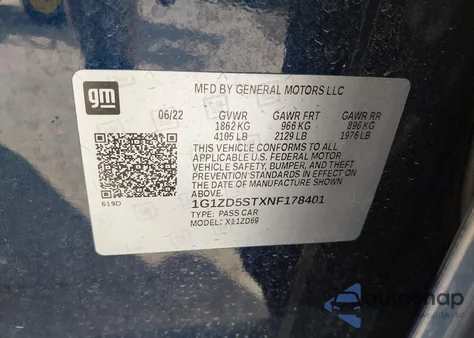 gm
MFD BY GENERAL MOTORS LLC
06/22 GVWR GAWR FRT GAWR RR
1862 KG 966 KG 896 KG
4105 LB 2129 LB 1976 LB
THIS VEHICLE CONFORMS TO ALL
APPLICABLE U.S. FEDERAL MOTOR
VEHICLE SAFETY, BUMPER, AND THEFT
PREVENTION STANDARDS IN EFFECT ON
THE DATE OF MANUFACTURE SHOWN ABOVE.
619D
1G1ZD5STXNF178401
TYPE: PASS CAR
MODEL: X11ZD69